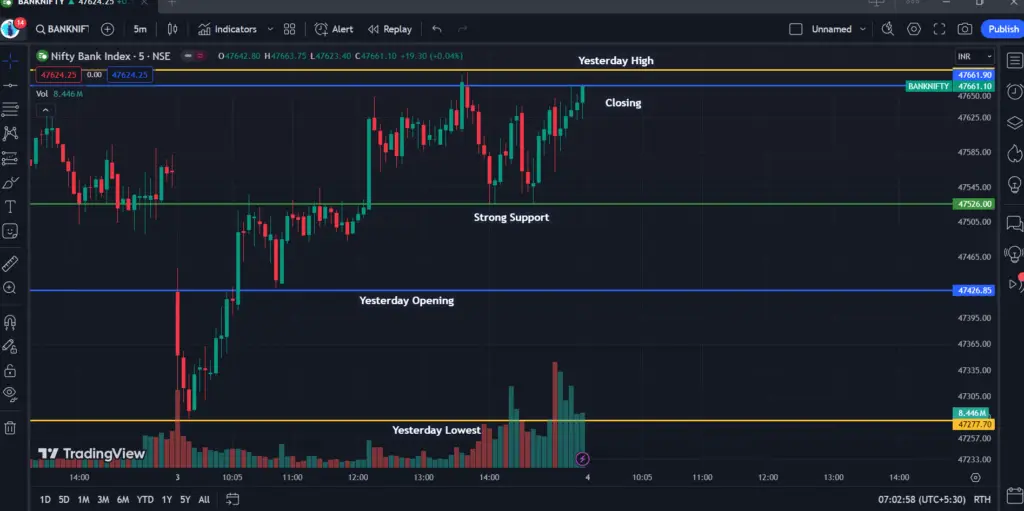 BANKNIFTY ▲ 47624.25 +0.
14
BANKNIFT
5m
Indicators
Alert
Replay
Unnamed
Publish
Nifty Bank Index · 5 · NSE
O47642.80 H47663.75 L47623.40 C47661.10 +19.30 (+0.04%)
47624.25 0.00 47624.25
Vol 8.446M
INR
Yesterday High
47661.90
BANKNIFTY 47661.10
47650.00
Closing
47625.00
47585.00
47545.00
47526.00
Strong Support
47505.00
47465.00
47426.85
Yesterday Opening
47395.00
47365.00
47335.00
47305.00
8.446M
47277.70
Yesterday Lowest
47257.00
47233.00
TradingView
14:00 3 10:05 11:00 12:00 13:00 14:00 4 10:05 11:00 12:00 13:00 14:00
1D 5D 1M 3M 6M YTD 1Y 5Y All
07:02:58 (UTC+5:30) RTH